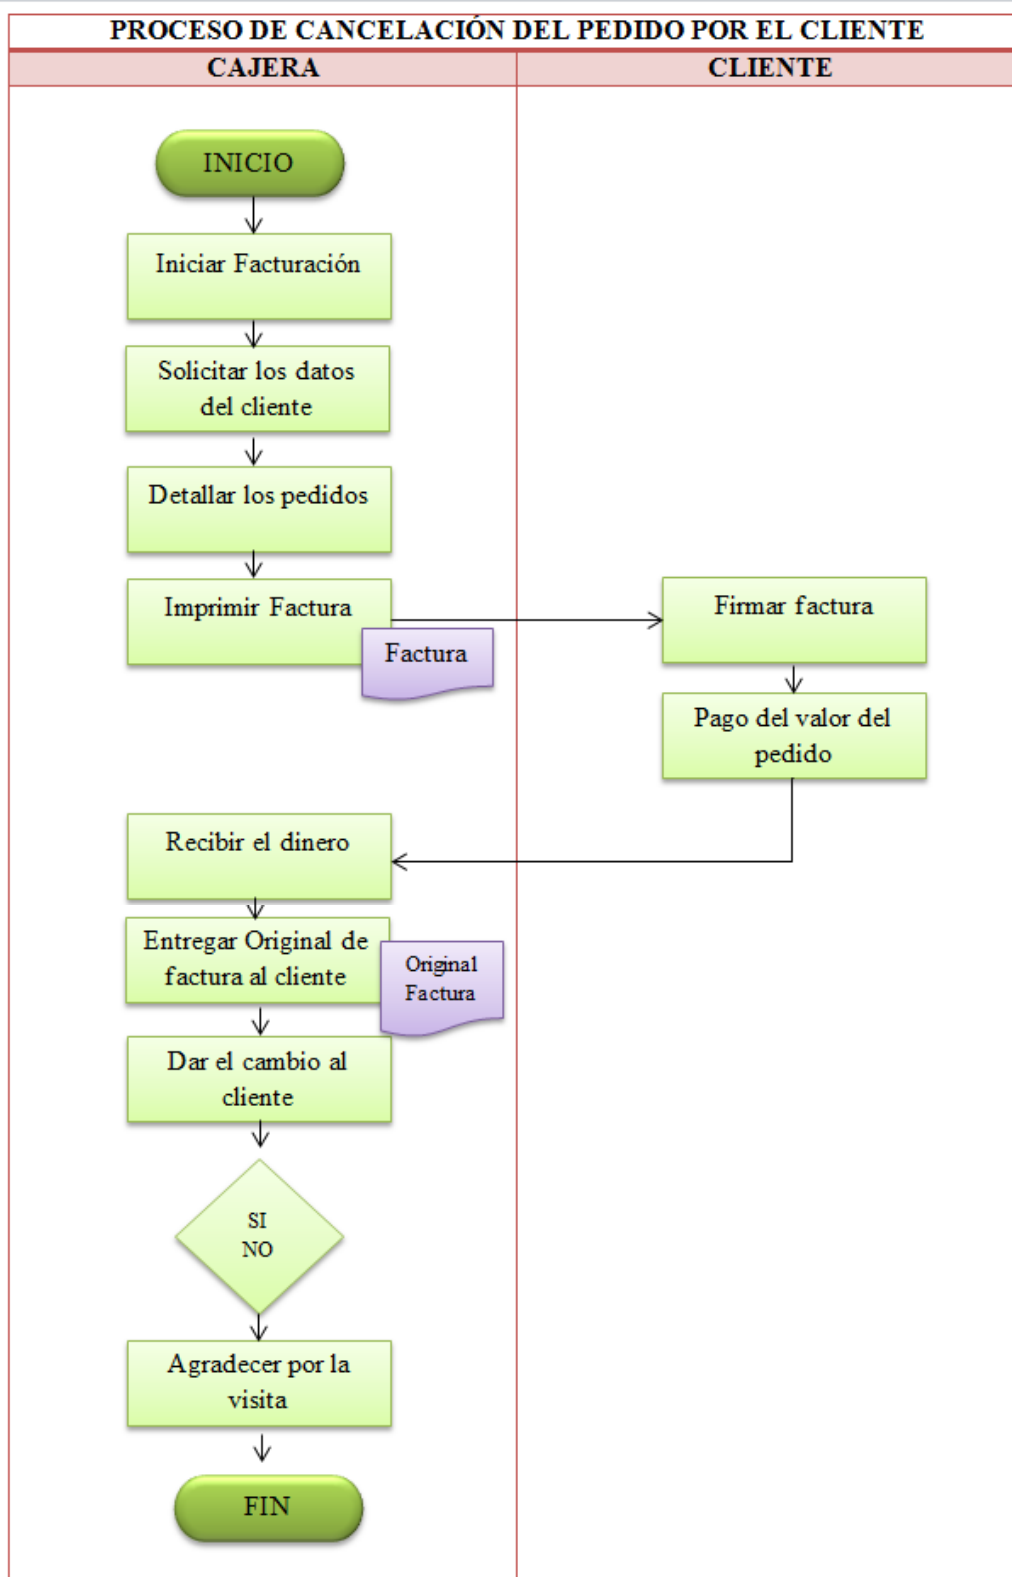 PROCESO DE CANCELACIÓN DEL PEDIDO POR EL CLIENTE
CAJERA
CLIENTE
INICIO
Iniciar Facturación
Solicitar los datos
del cliente
Detallar los pedidos
Imprimir Factura
Factura
Firmar factura
Pago del valor del
pedido
Recibir el dinero
Entregar Original de
factura al cliente
Original
Factura
Dar el cambio al
cliente
SI
NO
Agradecer por la
visita
FIN